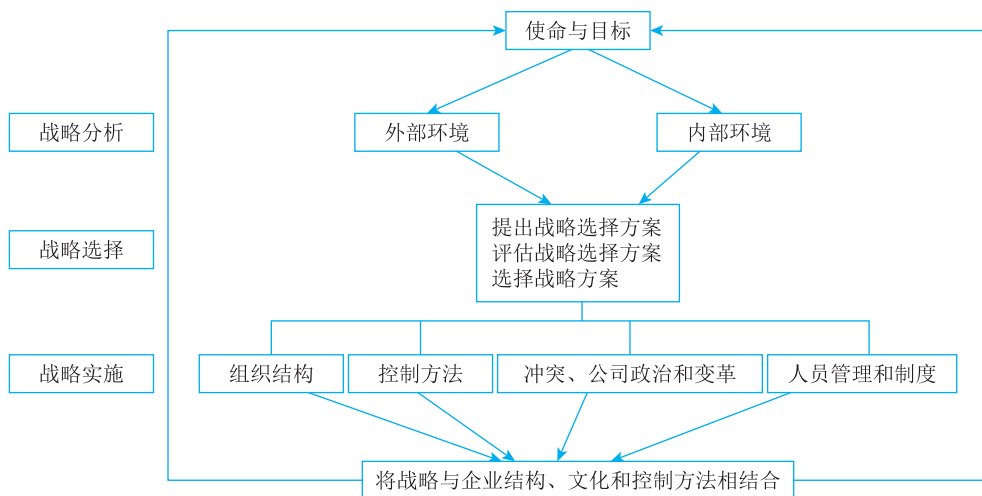 使命与目标
战略分析
外部环境
内部环境
战略选择
提出战略选择方案
评估战略选择方案
选择战略方案
战略实施
组织结构
控制方法
冲突、公司政治和变革
人员管理和制度
将战略与企业结构、文化和控制方法相结合